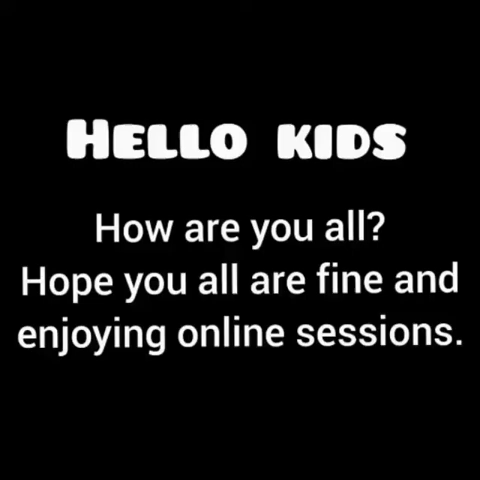 Hello kids
How are you all?
Hope you all are fine and
enjoying online sessions.